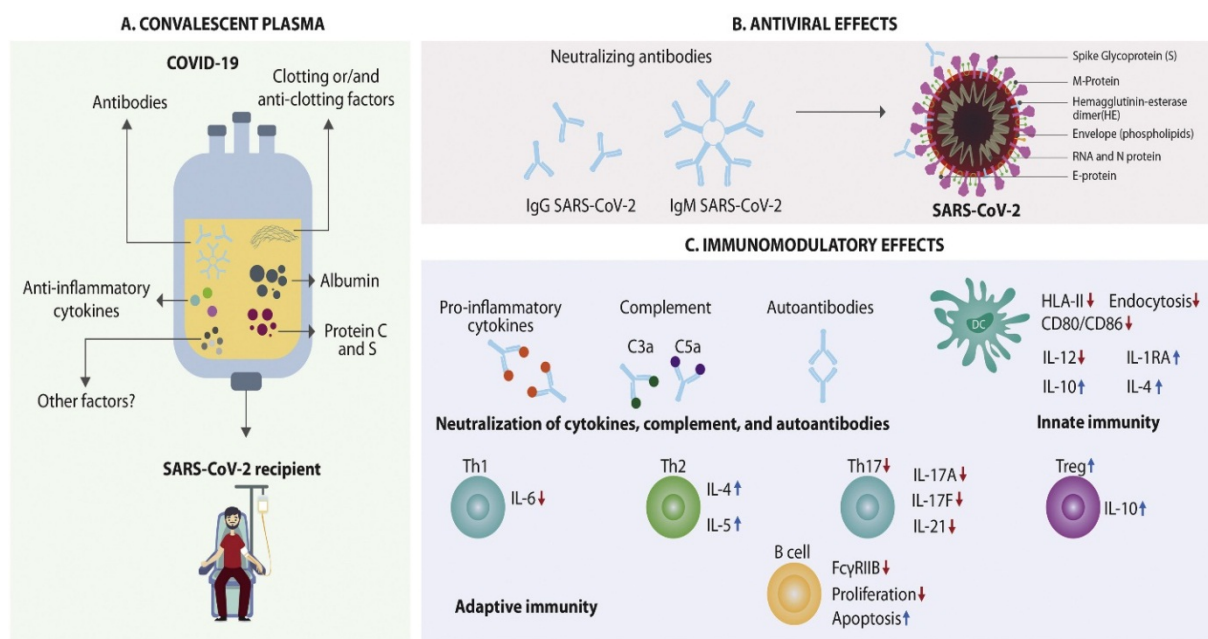 A. CONVALESCENT PLASMA
COVID-19
Antibodies
Clotting or/and
anti-clotting factors
Anti-inflammatory
cytokines
Albumin
Protein C
and S
Other factors?
SARS-CoV-2 recipient
B. ANTIVIRAL EFFECTS
Neutralizing antibodies
IgG SARS-CoV-2
IgM SARS-CoV-2
Spike Glycoprotein (S)
M-Protein
Hemagglutinin-esterase
dimer(HE)
Envelope (phospholipids)
RNA and N protein
E-protein
SARS-CoV-2
C. IMMUNOMODULATORY EFFECTS
Pro-inflammatory
cytokines
Complement
C3a
C5a
Autoantibodies
Neutralization of cytokines, complement, and autoantibodies
DC
HLA-II↓ Endocytosis↓
CD80/CD86↓
IL-12↓ IL-1RA↑
IL-10↑ IL-4↑
Innate immunity
Th1
IL-6↓
Th2
IL-4↑
IL-5↑
Th17↓
IL-17A↓
IL-17F↓
IL-21↓
Treg↑
IL-10↑
B cell
FcγRIIB↓
Proliferation↓
Apoptosis↑
Adaptive immunity